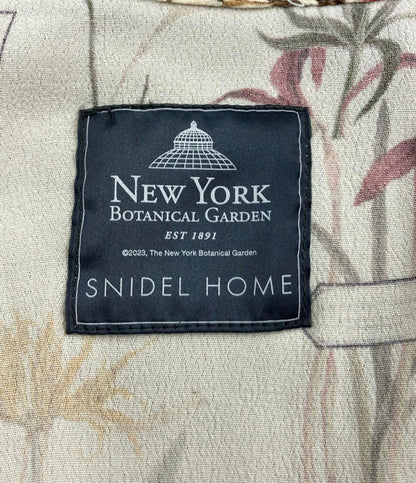 NEW YORK
BOTANICAL GARDEN
EST 1891
©2023, The New York Botanical Garden
SNIDEL HOME